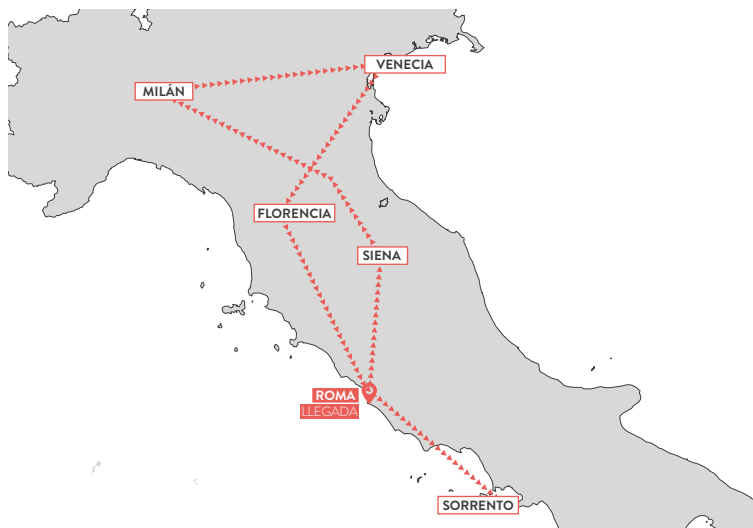 VENECIA
MILÁN
FLORENCIA
SIENA
ROMA
LLEGADA
SORRENTO